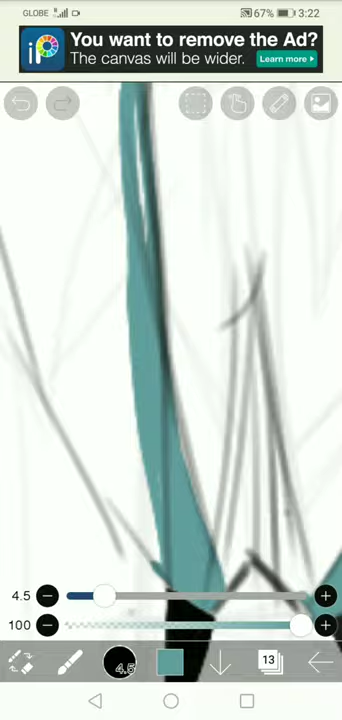 GLOBE
67% 3:22
iP
You want to remove the Ad?
The canvas will be wider.
Learn more
4.5
100
4.5
13